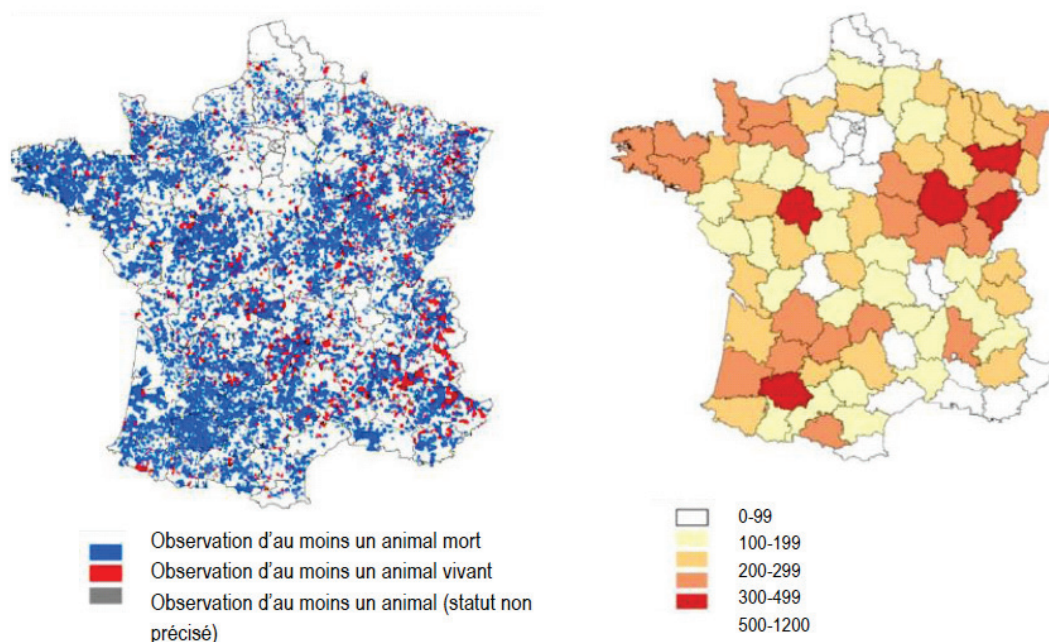 Observation d'au moins un animal mort
Observation d'au moins un animal vivant
Observation d'au moins un animal (statut non
précisé)
0-99
100-199
200-299
300-499
500-1200